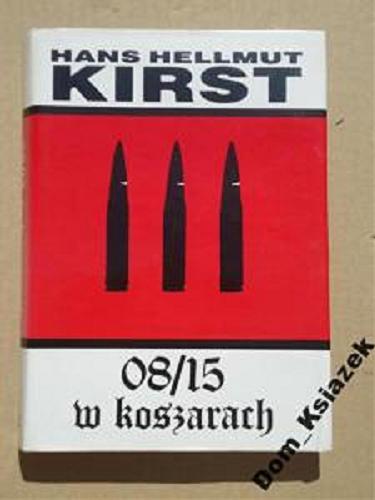 HANS HELLMUT
KIRST
08/15
w koszarach
Dom_Ksiazek